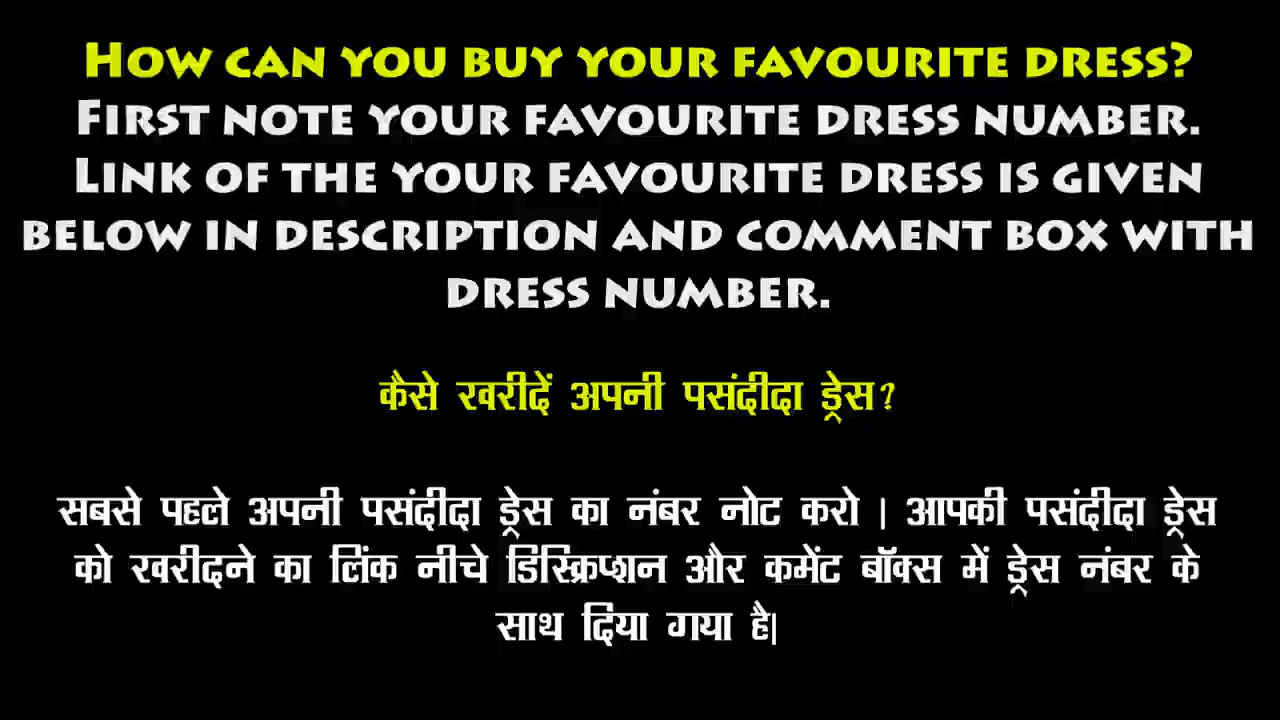 How can you buy your favourite dress?
First note your favourite dress number.
Link of the your favourite dress is given
below in description and comment box with
dress number.
कैसे खरीदें अपनी पसंदीदा ड्रेस?
सबसे पहले अपनी पसंदीदा ड्रेस का नंबर नोट करो । आपकी पसंदीदा ड्रेस
को खरीदने का लिंक नीचे डिस्क्रिप्शन और कमेंट बॉक्स में ड्रेस नंबर के
साथ दिया गया है।